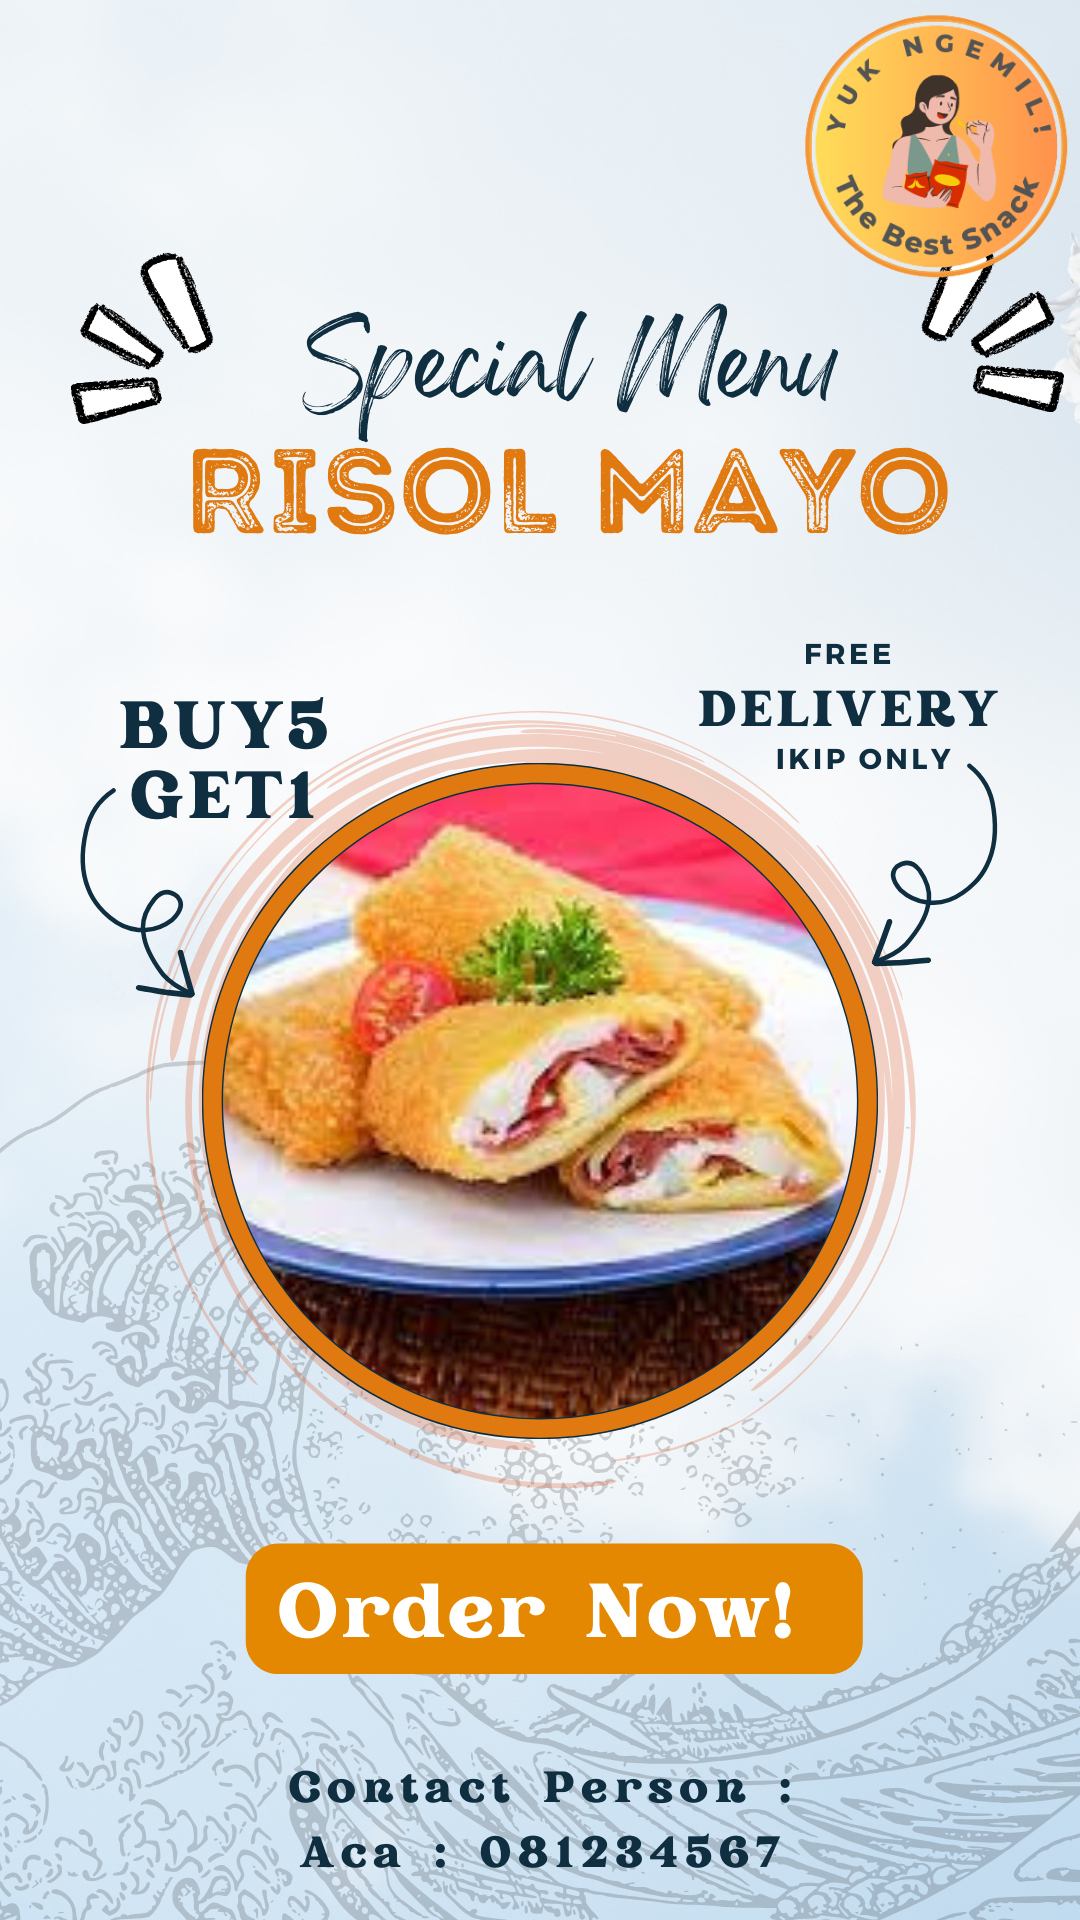 YUK NGEMIL!
The Best Snack
Special Menu
RISOL MAYO
FREE
DELIVERY
IKIP ONLY
BUY5
GET1
Order Now!
Contact Person :
Aca : 081234567